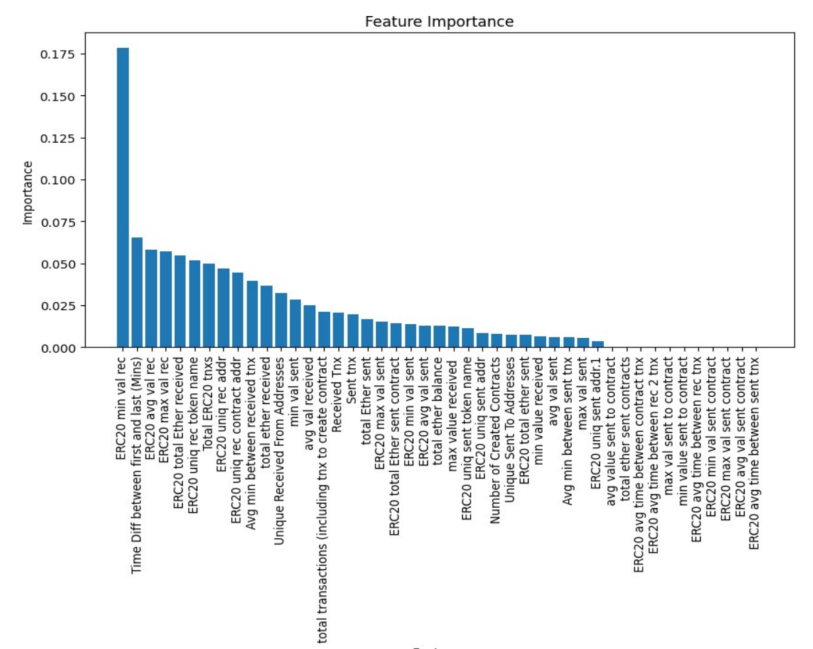 Feature Importance
0.175
0.150
0.125
0.100
0.075
0.050
0.025
0.000
Importance
ERC20 min val rec
Time Diff between first and last (Mins)
ERC20 avg val rec
ERC20 max val rec
ERC20 total Ether received
ERC20 uniq rec token name
Total ERC20 tnxs
ERC20 uniq rec addr
ERC20 uniq rec contract addr
Avg min between received tnx
total ether received
Unique Received From Addresses
min val sent
avg val received
total transactions (including tnx to create contract
Received Tnx
Sent tnx
total Ether sent
ERC20 max val sent
ERC20 total Ether sent contract
ERC20 min val sent
ERC20 avg val sent
total ether balance
max value received
ERC20 uniq sent token name
ERC20 uniq sent addr
Number of Created Contracts
Unique Sent To Addresses
ERC20 total ether sent
min value received
avg val sent
Avg min between sent tnx
max val sent
ERC20 uniq sent addr.1
avg value sent to contract
total ether sent contracts
ERC20 avg time between contract tnx
ERC20 avg time between rec 2 tnx
max val sent to contract
min value sent to contract
ERC20 avg time between rec tnx
ERC20 min val sent contract
ERC20 max val sent contract
ERC20 avg val sent contract
ERC20 avg time between sent tnx